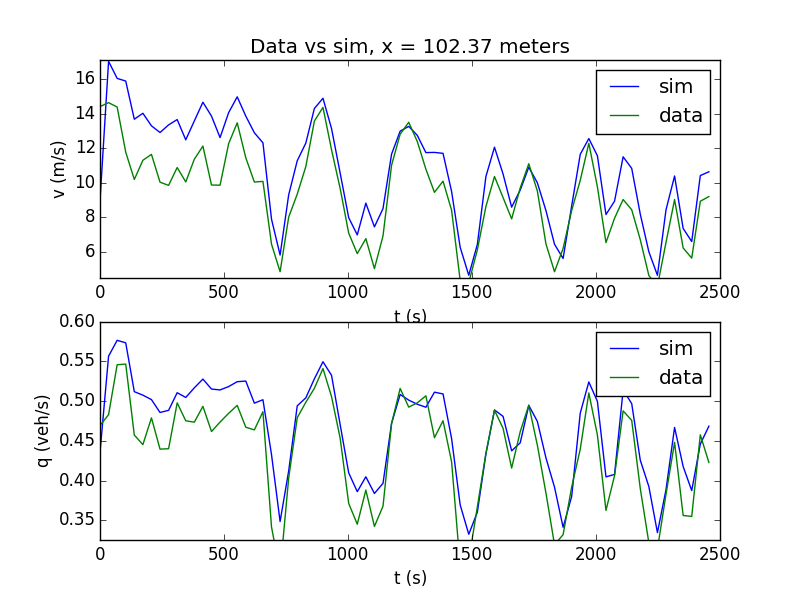 Data vs sim, x = 102.37 meters
v (m/s)
16
14
12
10
8
6
sim
data
0 500 1000 1500 2000 2500
t (s)
q (veh/s)
0.60
0.55
0.50
0.45
0.40
0.35
sim
data
0 500 1000 1500 2000 2500
t (s)